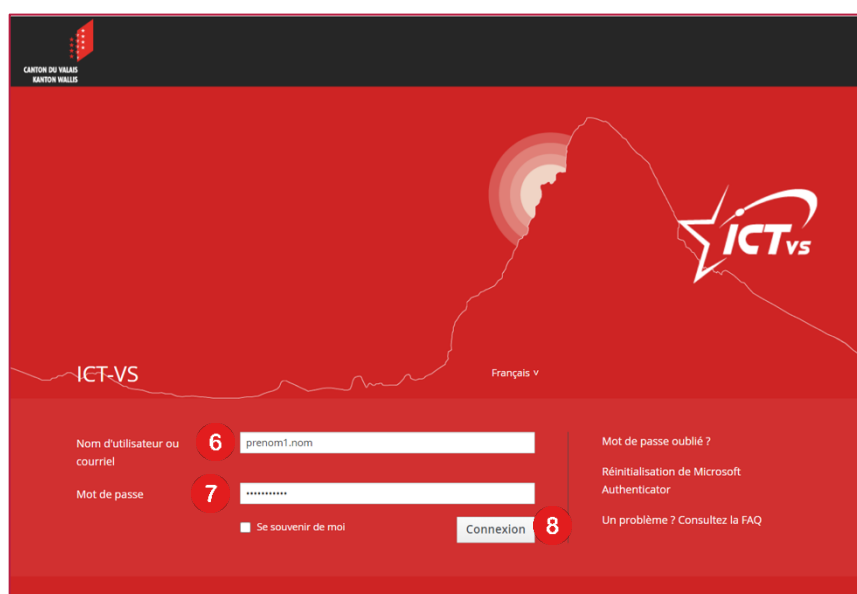 CANTON DU VALAIS
KANTON WALLIS
ICT VS
ICT-VS
Français v
Nom d'utilisateur ou
courriel
6
prenom1.nom
Mot de passe
7
•••••••••••
Se souvenir de moi
Connexion
8
Mot de passe oublié ?
Réinitialisation de Microsoft
Authenticator
Un problème ? Consultez la FAQ